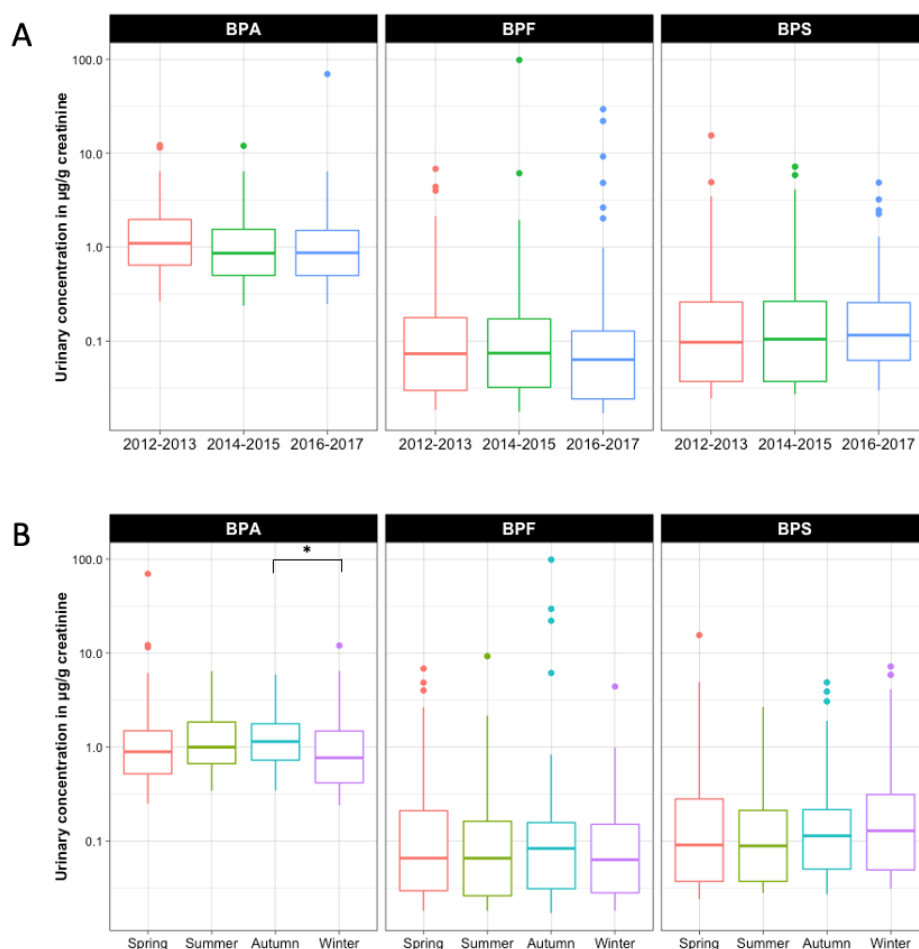 A
BPA BPF BPS
Urinary concentration in µg/g creatinine
100.0
10.0
1.0
0.1
2012-2013 2014-2015 2016-2017 2012-2013 2014-2015 2016-2017 2012-2013 2014-2015 2016-2017
B
BPA BPF BPS
Urinary concentration in µg/g creatinine
100.0
10.0
1.0
0.1
*
Spring Summer Autumn Winter Spring Summer Autumn Winter Spring Summer Autumn Winter